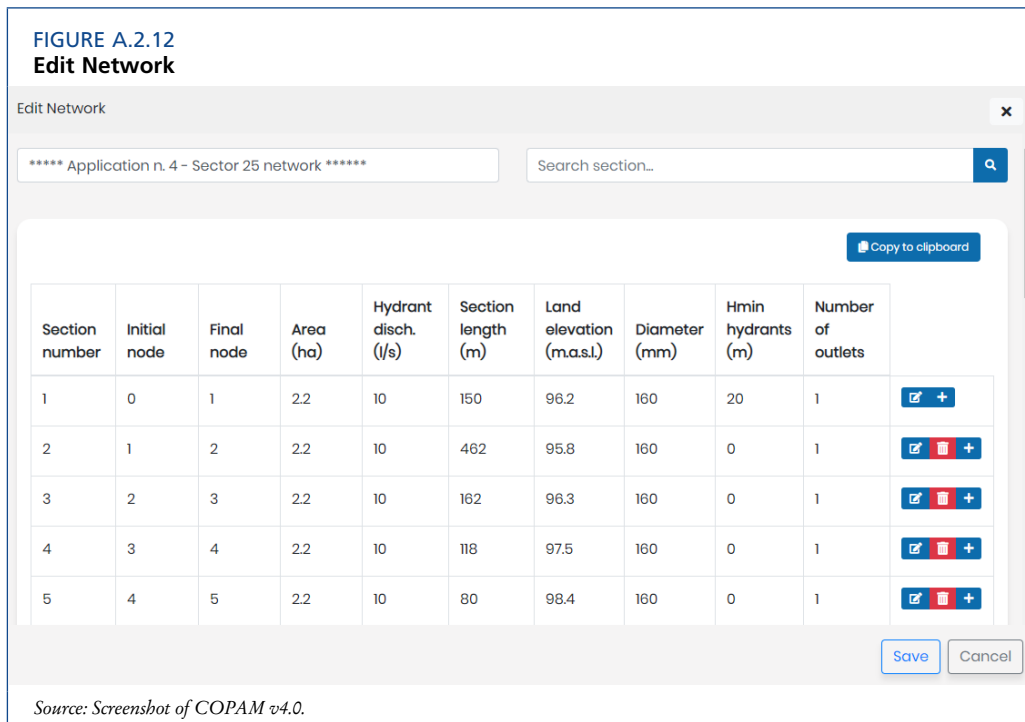 FIGURE A.2.12
Edit Network
Edit Network
***** Application n. 4 - Sector 25 network ******
Search section...
Copy to clipboard
Section number Initial node Final node Area (ha) Hydrant disch. (l/s) Section length (m) Land elevation (m.a.s.l.) Diameter (mm) Hmin hydrants (m) Number of outlets
1 0 1 2.2 10 150 96.2 160 20 1
2 1 2 2.2 10 462 95.8 160 0 1
3 2 3 2.2 10 162 96.3 160 0 1
4 3 4 2.2 10 118 97.5 160 0 1
5 4 5 2.2 10 80 98.4 160 0 1
Save Cancel
Source: Screenshot of COPAM v4.0.